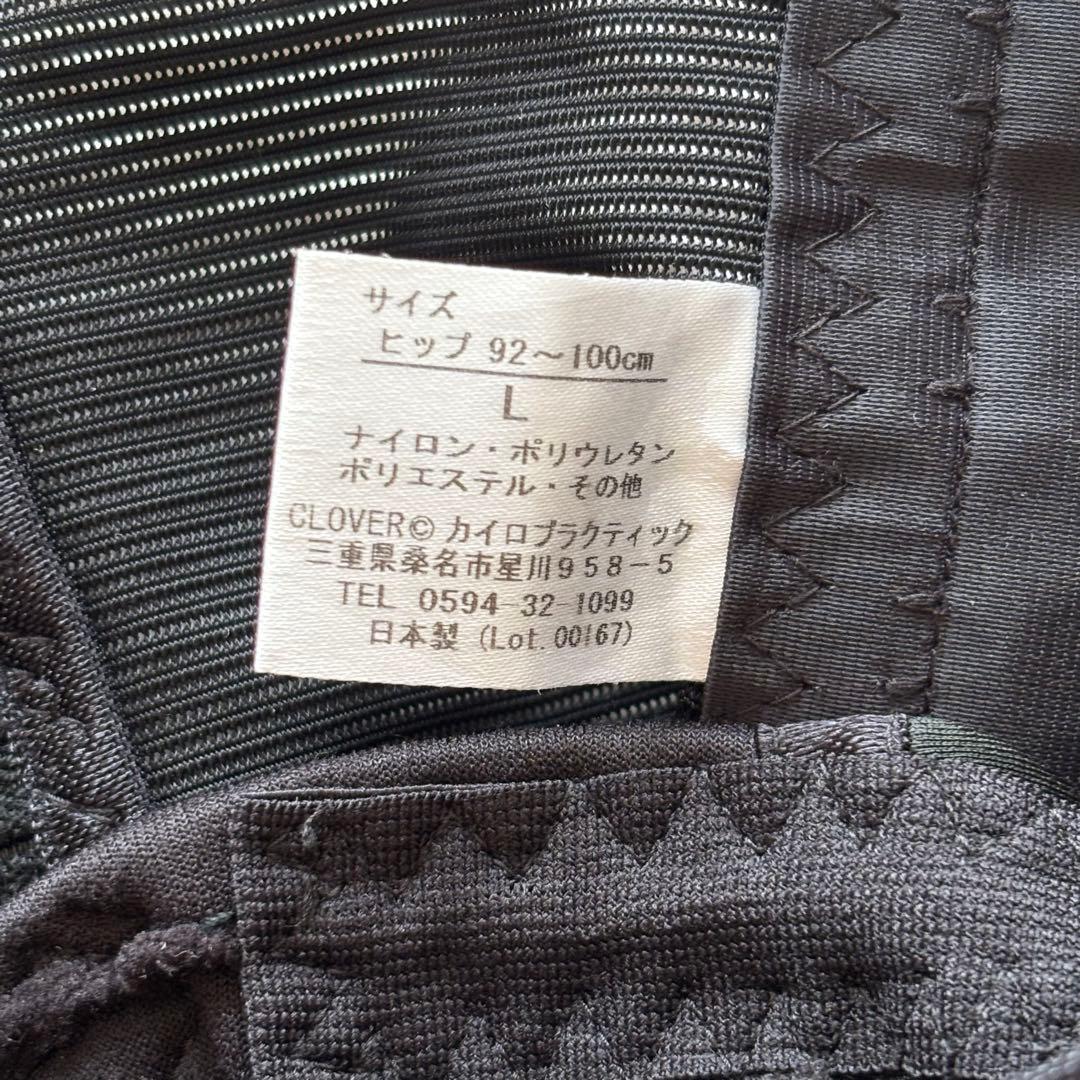 サイズ
ヒップ 92～100cm
L
ナイロン・ポリウレタン
ポリエステル・その他
CLOVER© カイロプラクティック
三重県桑名市星川958-5
TEL 0594-32-1099
日本製 (Lot.00167)